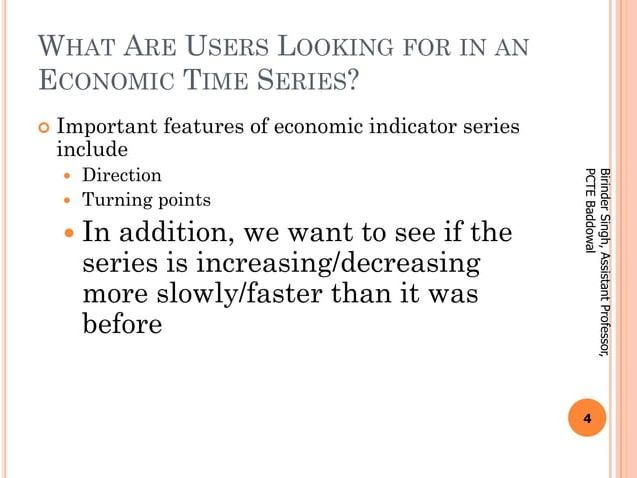 WHAT ARE USERS LOOKING FOR IN AN
ECONOMIC TIME SERIES?
Important features of economic indicator series
include
Direction
Turning points
In addition, we want to see if the
series is increasing/decreasing
more slowly/faster than it was
before
Birinder Singh, Assistant Professor,
PCTE Baddowal
4